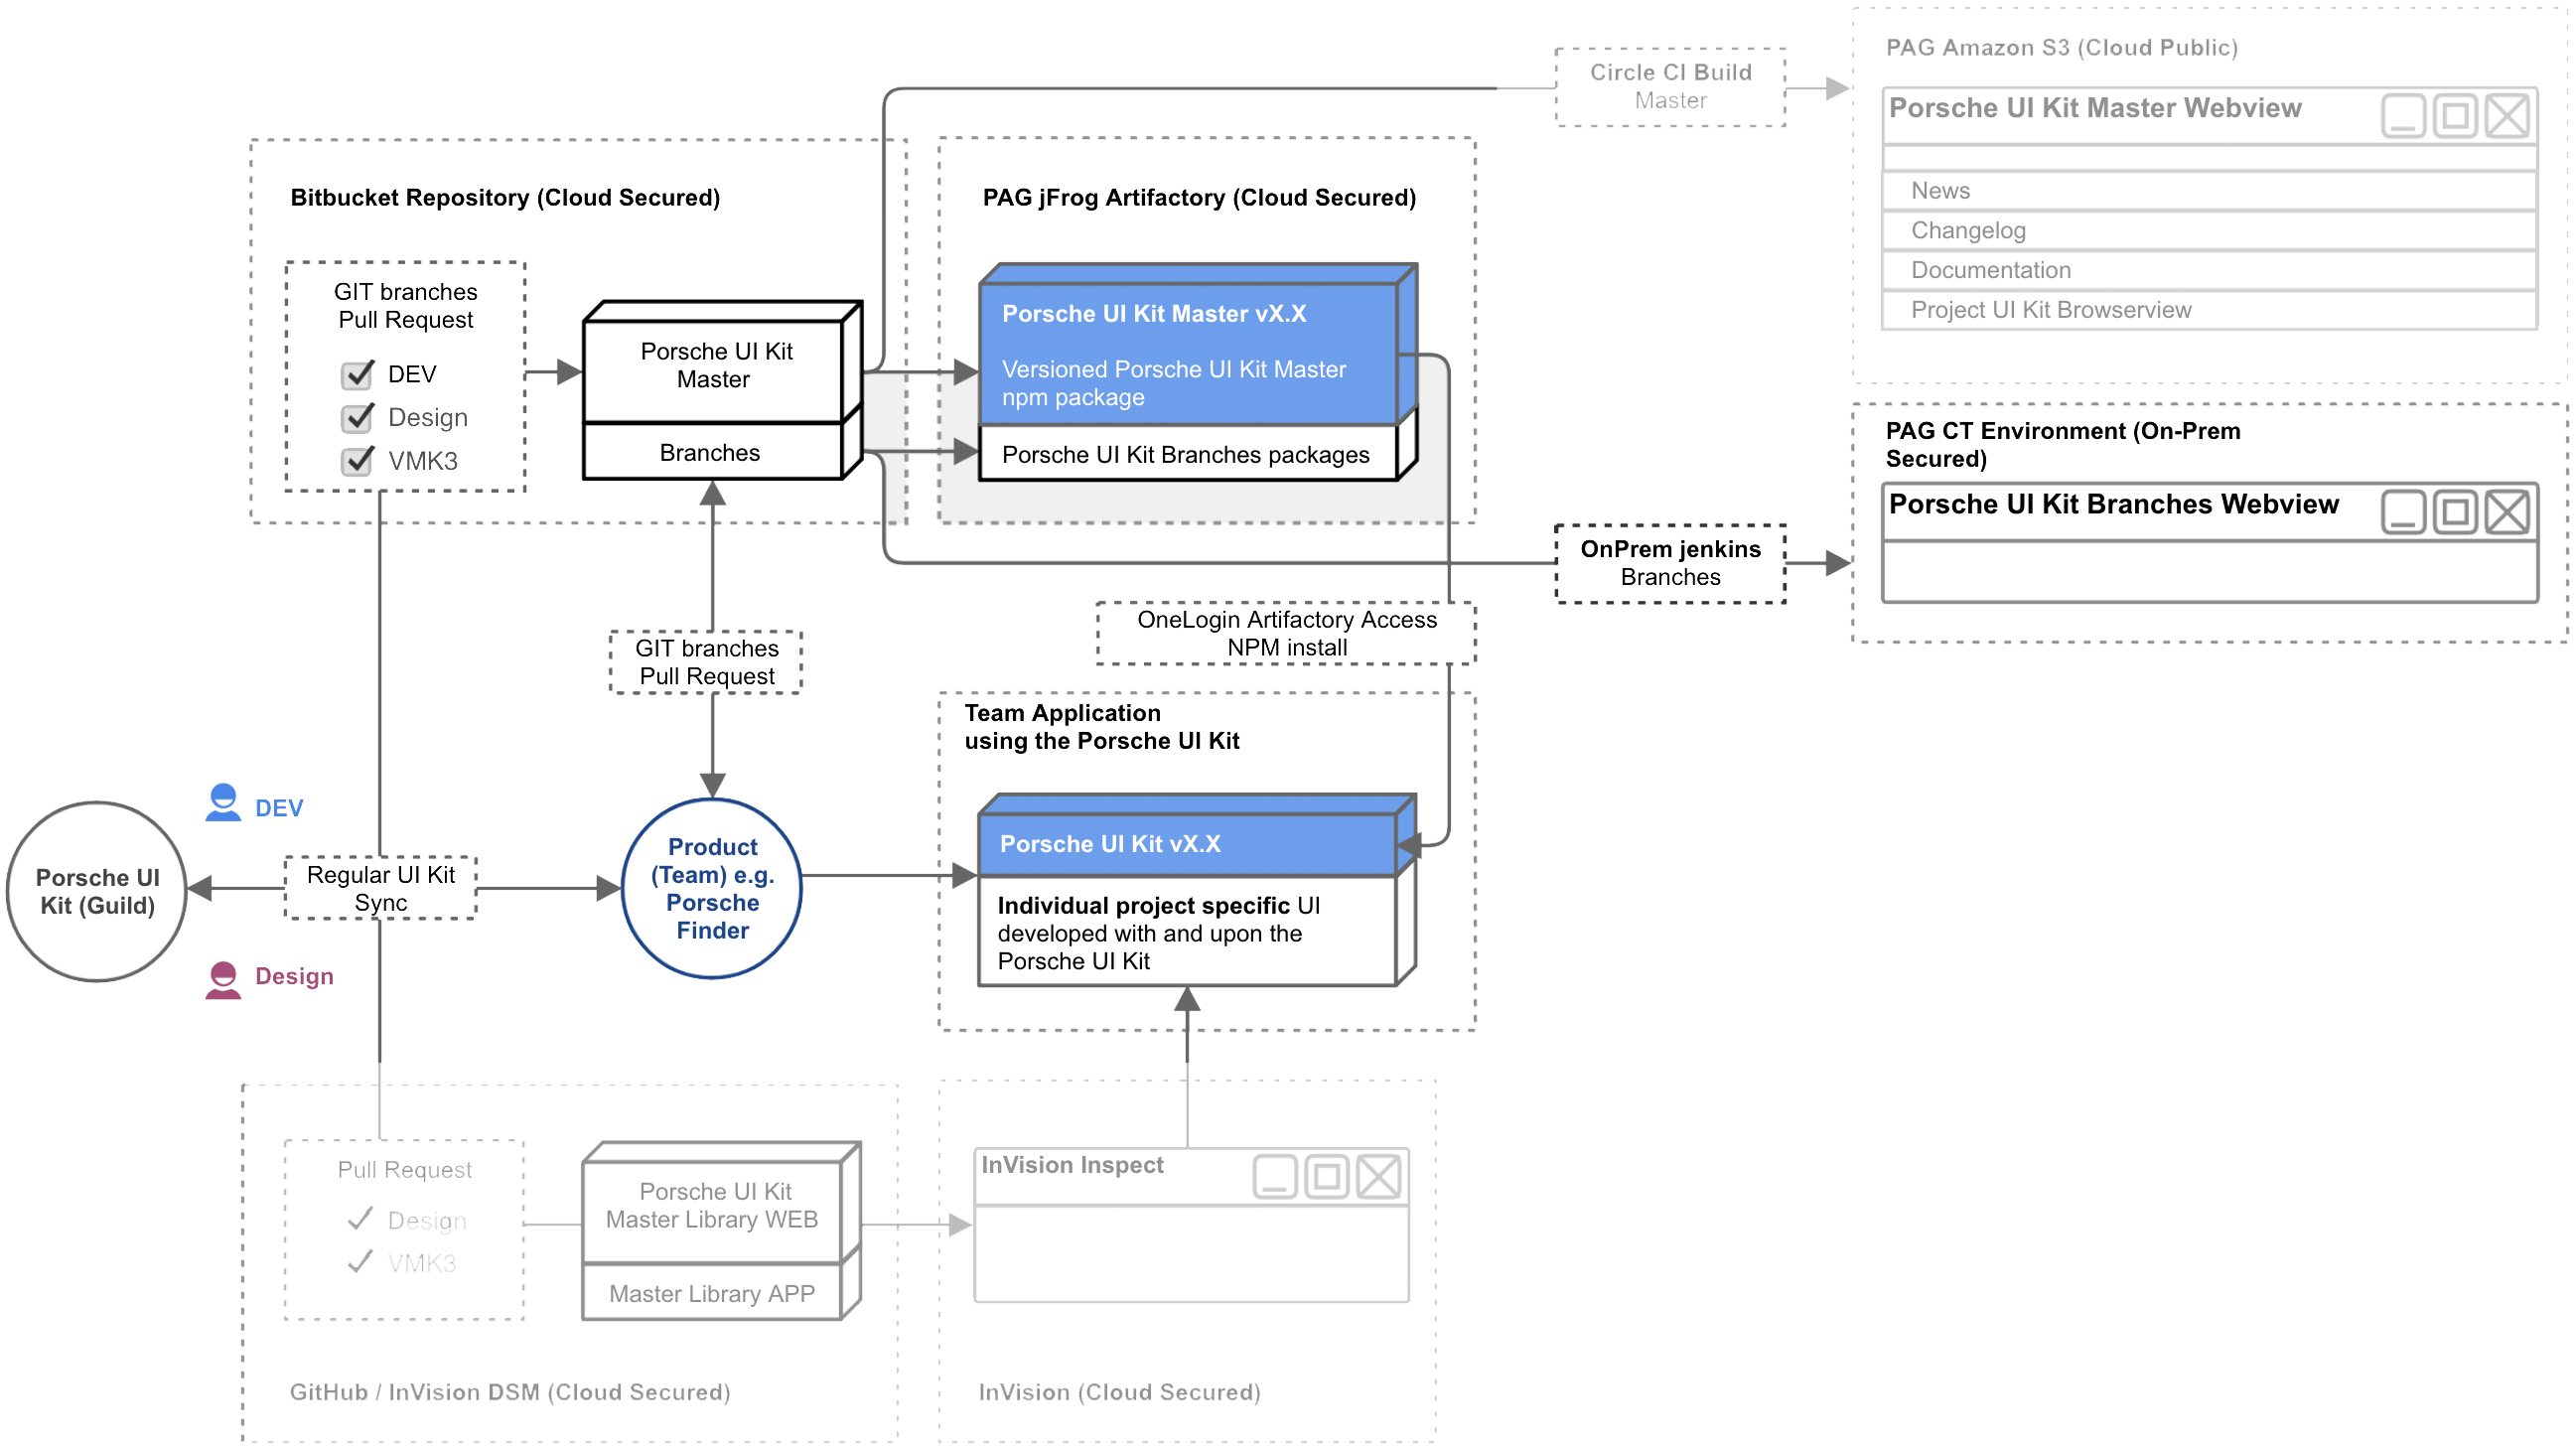 Circle CI Build
Master
PAG Amazon S3 (Cloud Public)
Porsche UI Kit Master Webview
News
Changelog
Documentation
Project UI Kit Browserview
Bitbucket Repository (Cloud Secured)
GIT branches
Pull Request
DEV
Design
VMK3
Porsche UI Kit
Master
Branches
PAG jFrog Artifactory (Cloud Secured)
Porsche UI Kit Master vX.X
Versioned Porsche UI Kit Master
npm package
Porsche UI Kit Branches packages
PAG CT Environment (On-Prem
Secured)
Porsche UI Kit Branches Webview
OnPrem jenkins
Branches
OneLogin Artifactory Access
NPM install
GIT branches
Pull Request
Team Application
using the Porsche UI Kit
Porsche UI Kit vX.X
Individual project specific UI
developed with and upon the
Porsche UI Kit
DEV
Porsche UI
Kit (Guild)
Regular UI Kit
Sync
Product
(Team) e.g.
Porsche
Finder
Design
Pull Request
Design
VMK3
Porsche UI Kit
Master Library WEB
Master Library APP
GitHub / InVision DSM (Cloud Secured)
InVision Inspect
InVision (Cloud Secured)